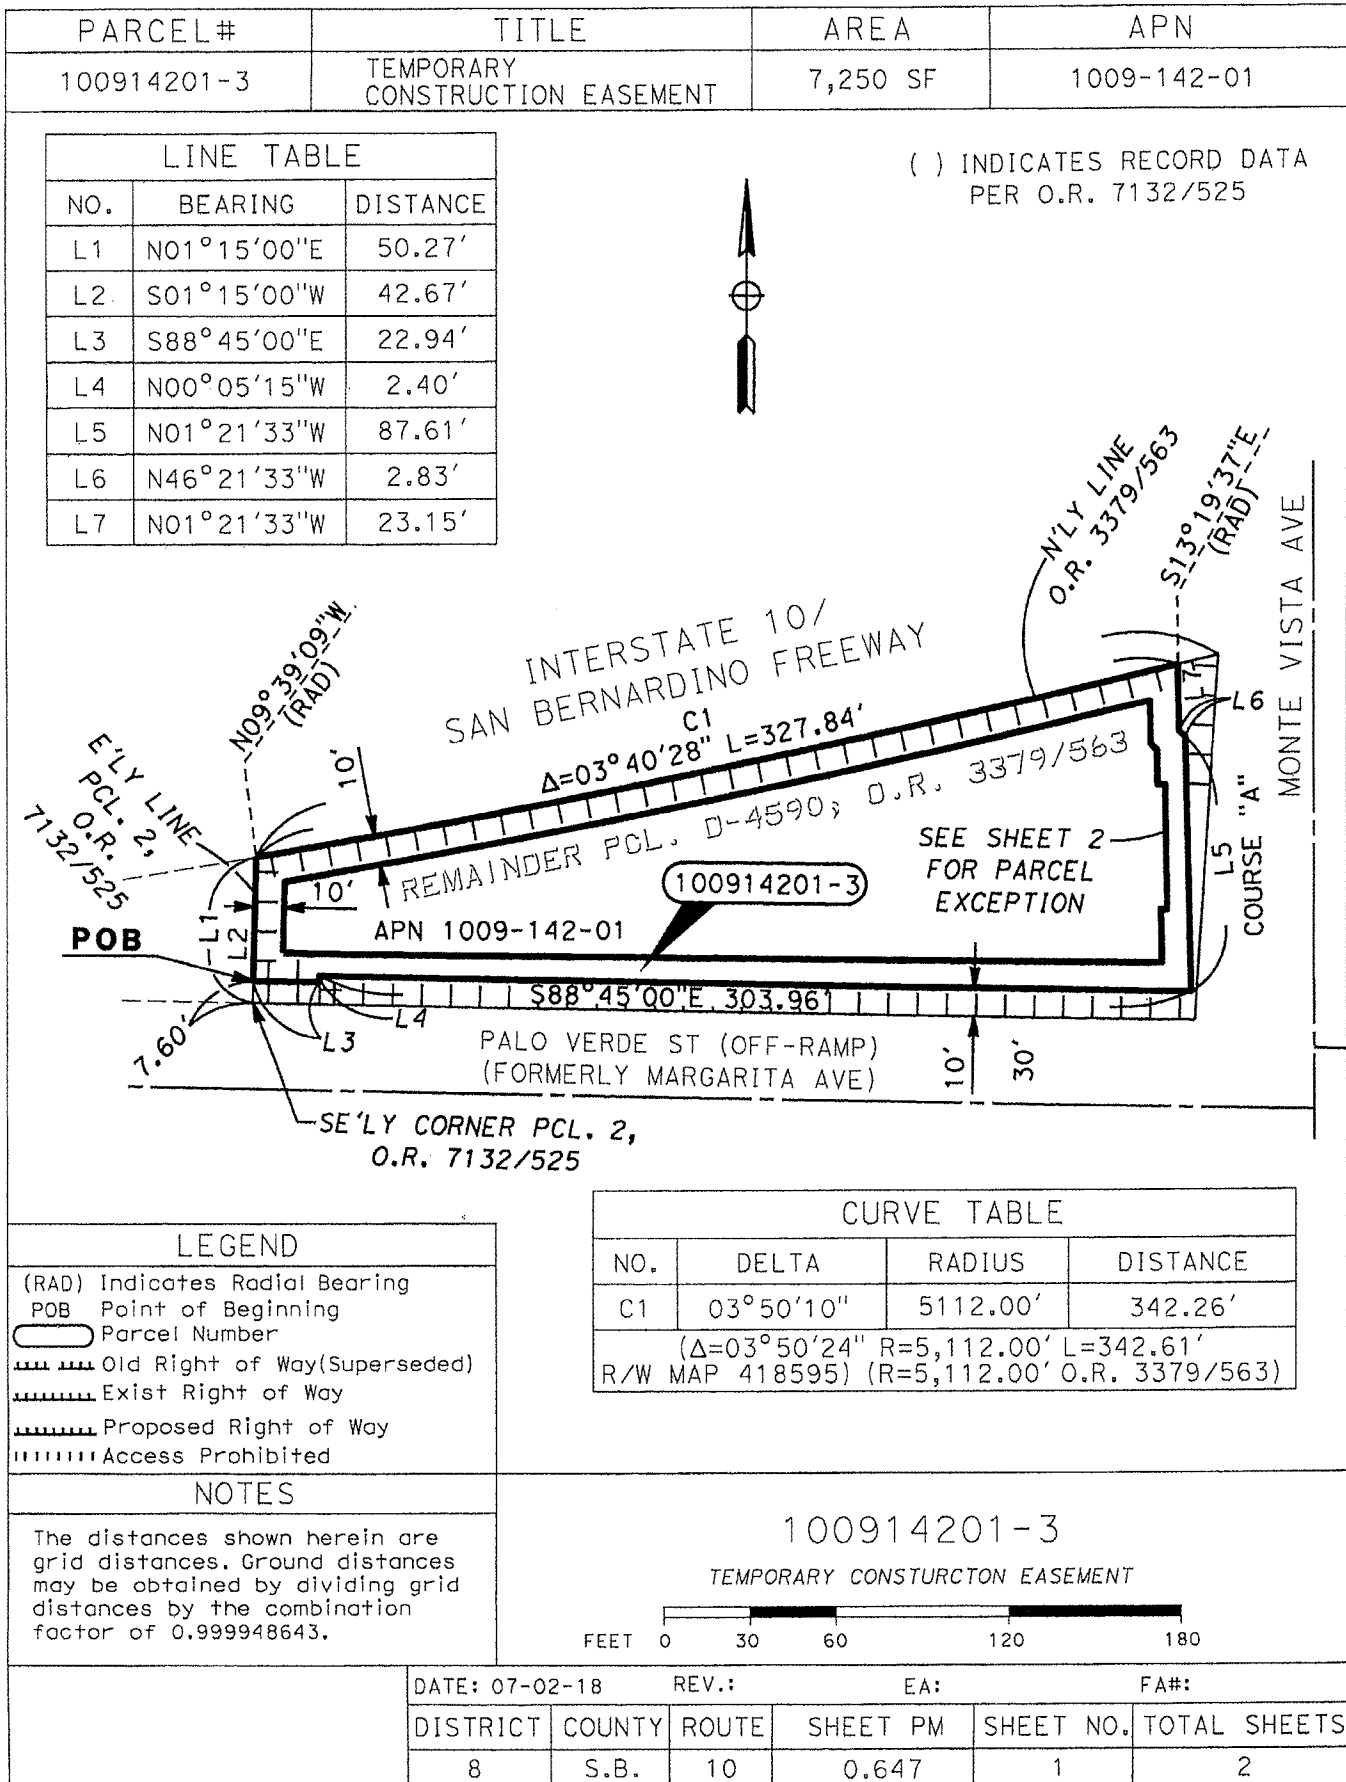 PARCEL# TITLE AREA APN
100914201-3 TEMPORARY CONSTRUCTION EASEMENT 7,250 SF 1009-142-01
LINE TABLE
NO. BEARING DISTANCE
L1 N01°15'00"E 50.27'
L2 S01°15'00"W 42.67'
L3 S88°45'00"E 22.94'
L4 N00°05'15"W 2.40'
L5 N01°21'33"W 87.61'
L6 N46°21'33"W 2.83'
L7 N01°21'33"W 23.15'
( ) INDICATES RECORD DATA
PER O.R. 7132/525
N'LY LINE
O.R. 3379/563
S13°19'37"E
(RAD)
MONTE VISTA AVE
INTERSTATE 10/
SAN BERNARDINO FREEWAY
C1
Δ=03°40'28" L=327.84'
N09°39'09"W
(RAD)
10'
E'LY LINE
PCL. 2,
O.R.
7132/525
REMAINDER PCL. D-4590; O.R. 3379/563
L7
L6
L5
COURSE "A"
SEE SHEET 2
FOR PARCEL
EXCEPTION
100914201-3
10'
APN 1009-142-01
L1
L2
POB
S88°45'00"E 303.96'
L4
L3
7.60'
PALO VERDE ST (OFF-RAMP)
(FORMERLY MARGARITA AVE)
10'
30'
SE'LY CORNER PCL. 2,
O.R. 7132/525
CURVE TABLE
NO. DELTA RADIUS DISTANCE
C1 03°50'10" 5112.00' 342.26'
(Δ=03°50'24" R=5,112.00' L=342.61'
R/W MAP 418595) (R=5,112.00' O.R. 3379/563)
LEGEND
(RAD) Indicates Radial Bearing
POB Point of Beginning
Parcel Number
Old Right of Way(Superseded)
Exist Right of Way
Proposed Right of Way
Access Prohibited
NOTES
The distances shown herein are
grid distances. Ground distances
may be obtained by dividing grid
distances by the combination
factor of 0.999948643.
100914201-3
TEMPORARY CONSTURCTON EASEMENT
FEET 0 30 60 120 180
DATE: 07-02-18 REV.: EA: FA#:
DISTRICT COUNTY ROUTE SHEET PM SHEET NO. TOTAL SHEETS
8 S.B. 10 0.647 1 2